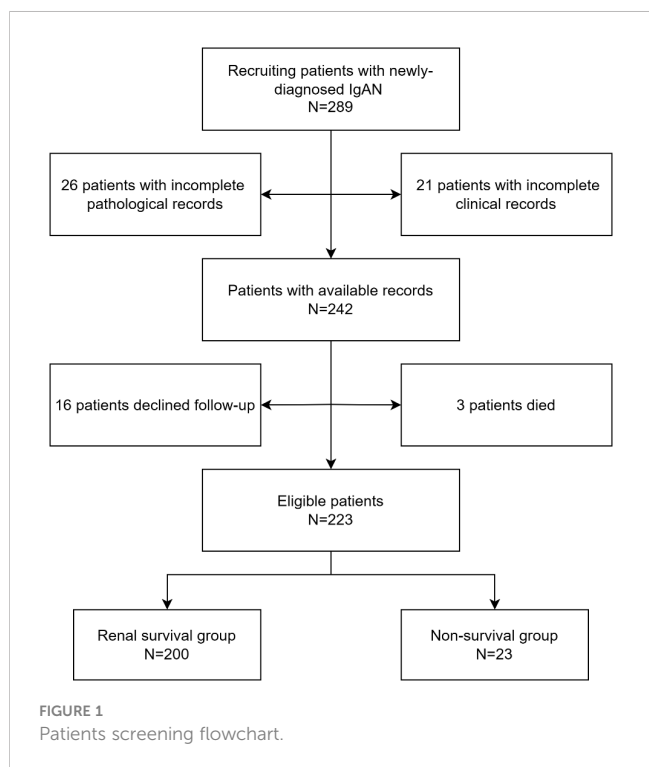 Recruiting patients with newly-
diagnosed IgAN
N=289
26 patients with incomplete
pathological records
21 patients with incomplete
clinical records
Patients with available records
N=242
16 patients declined follow-up
3 patients died
Eligible patients
N=223
Renal survival group
N=200
Non-survival group
N=23
FIGURE 1
Patients screening flowchart.